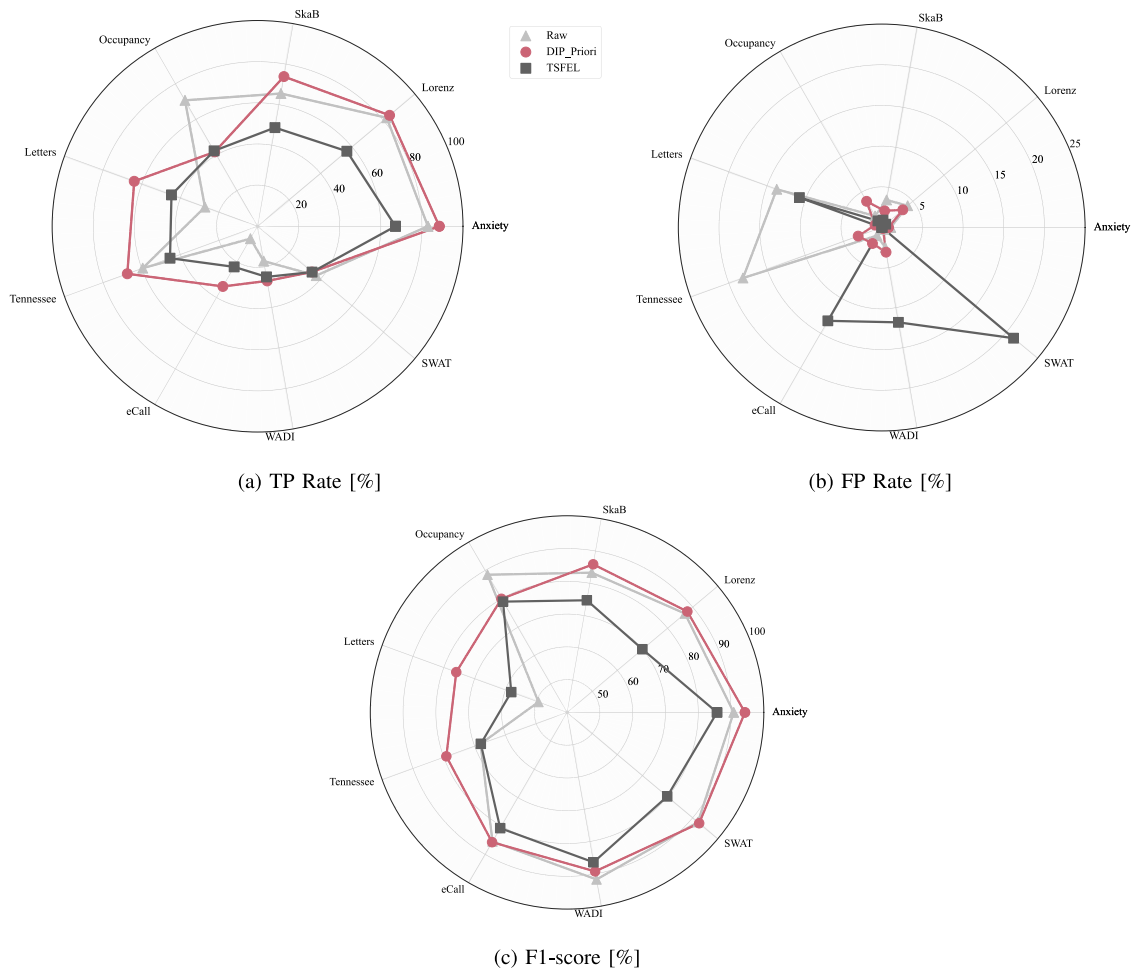 SkaB
Occupancy
Lorenz
Letters
100
80
60
40
20
Anxiety
Tennessee
SWAT
eCall
WADI
(a) TP Rate [%]
Raw
DIP_Priori
TSFEL
SkaB
Occupancy
Lorenz
Letters
25
20
15
10
5
Anxiety
Tennessee
SWAT
eCall
WADI
(b) FP Rate [%]
SkaB
Occupancy
Lorenz
100
90
80
70
60
50
Letters
Anxiety
Tennessee
SWAT
eCall
WADI
(c) F1-score [%]